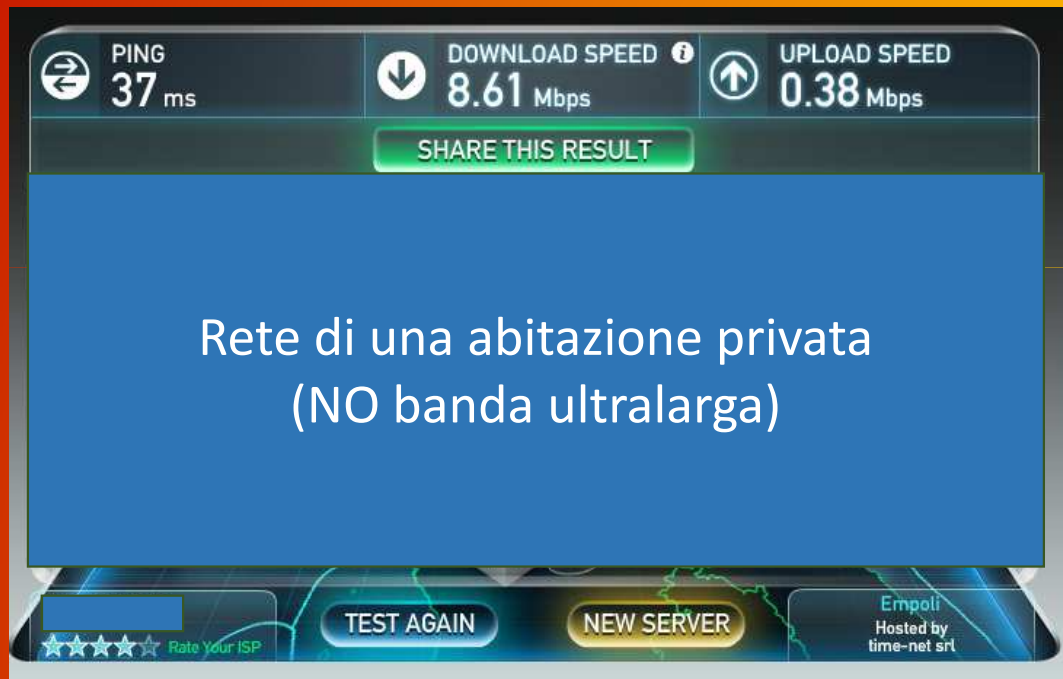 PING
37 ms
DOWNLOAD SPEED
8.61 Mbps
UPLOAD SPEED
0.38 Mbps
SHARE THIS RESULT
Rete di una abitazione privata
(NO banda ultralarga)
Rate Your ISP
TEST AGAIN
NEW SERVER
Empoli
Hosted by
time-net srl